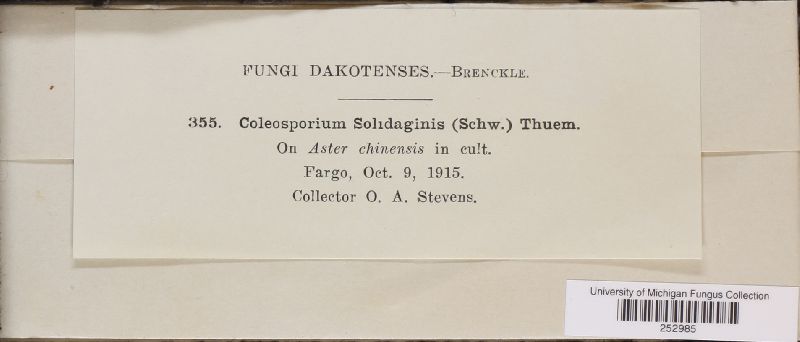 FUNGI DAKOTENSES.—BRENCKLE.
355. Coleosporium Solidaginis (Schw.) Thuem.
On Aster chinensis in cult.
Fargo, Oct. 9, 1915.
Collector O. A. Stevens.
University of Michigan Fungus Collection
252985